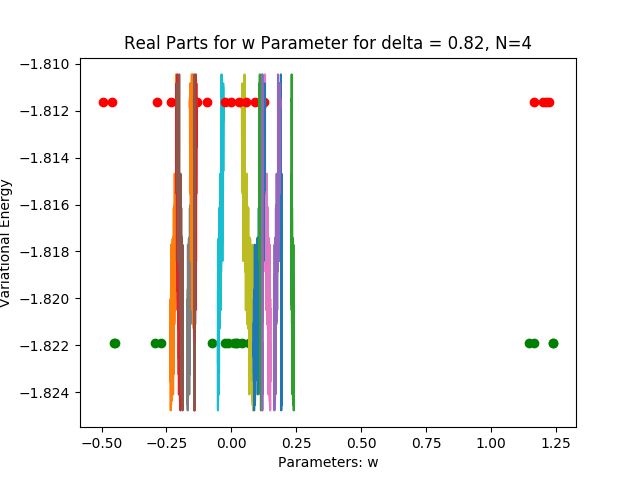 Real Parts for w Parameter for delta = 0.82, N=4
Variational Energy
−1.810
−1.812
−1.814
−1.816
−1.818
−1.820
−1.822
−1.824
−0.50 −0.25 0.00 0.25 0.50 0.75 1.00 1.25
Parameters: w